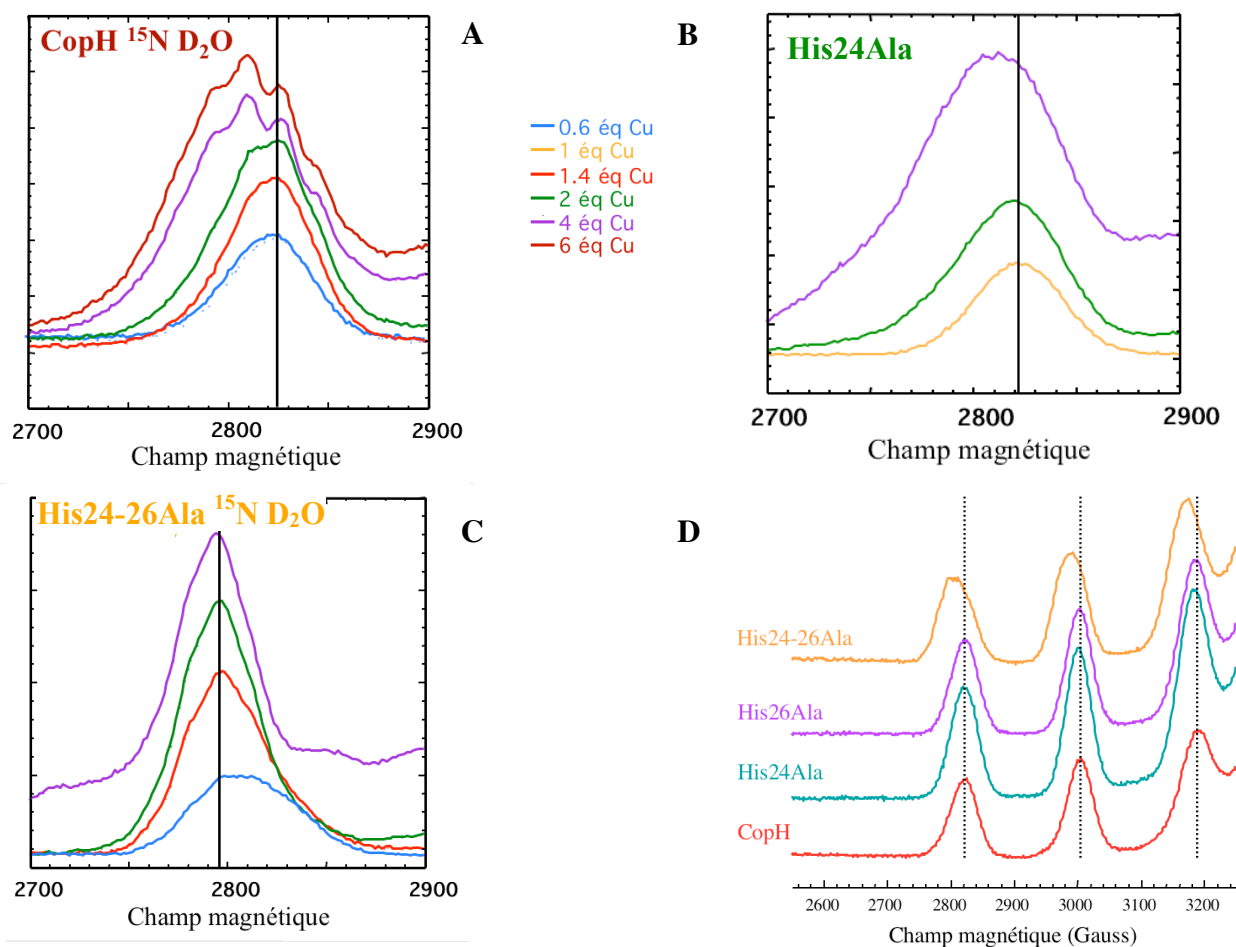 CopH ¹⁵N D₂O
A
2700 2800 2900
Champ magnétique
0.6 éq Cu
1 éq Cu
1.4 éq Cu
2 éq Cu
4 éq Cu
6 éq Cu
B
His24Ala
2700 2800 2900
Champ magnétique
His24-26Ala ¹⁵N D₂O
C
2700 2800 2900
Champ magnétique
D
His24-26Ala
His26Ala
His24Ala
CopH
2600 2700 2800 2900 3000 3100 3200
Champ magnétique (Gauss)